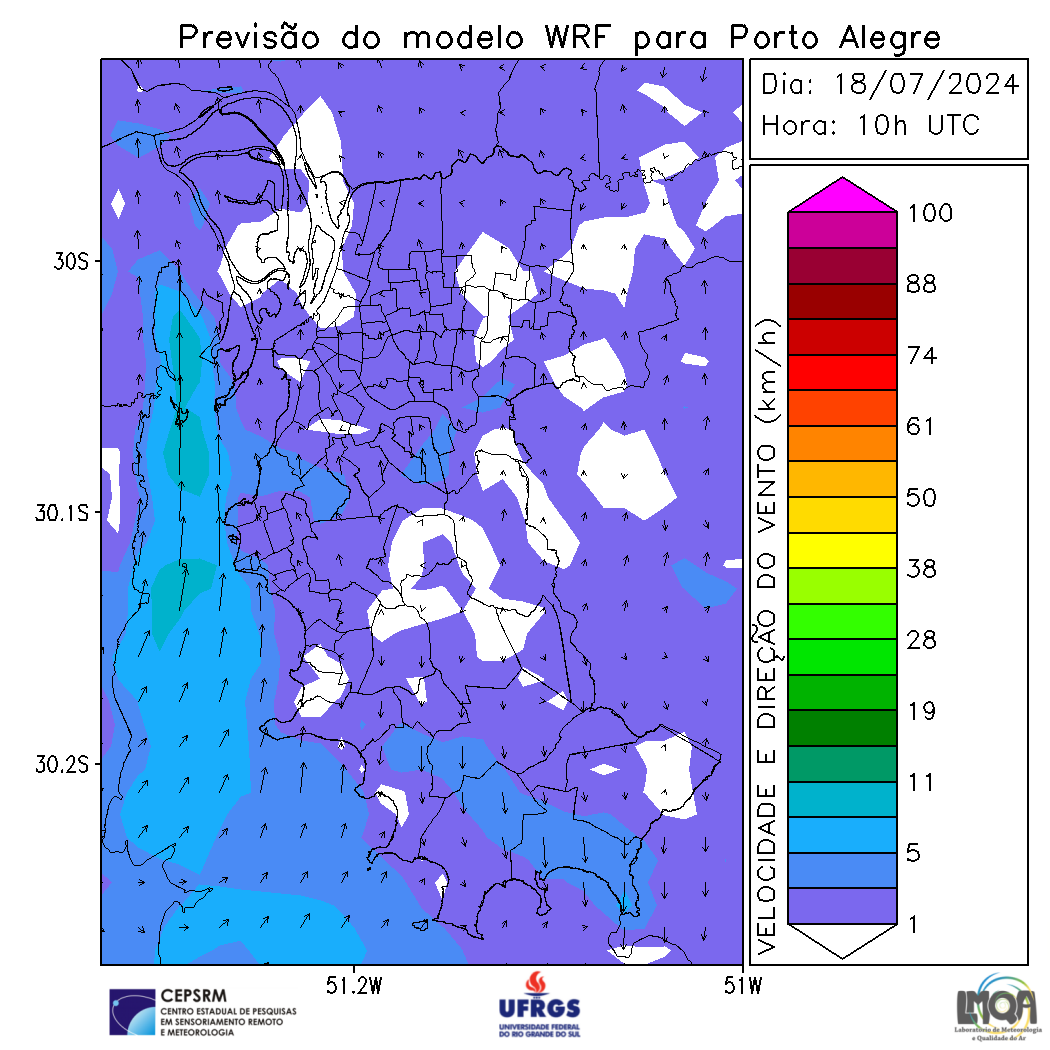 Previsão do modelo WRF para Porto Alegre
Dia: 18/07/2024
Hora: 10h UTC
30S
30.1S
30.2S
51.2W
51W
VELOCIDADE E DIREÇÃO DO VENTO (km/h)
100
88
74
61
50
38
28
19
11
5
1
CEPSRM
CENTRO ESTADUAL DE PESQUISAS
EM SENSORIAMENTO REMOTO
E METEOROLOGIA
UFRGS
UNIVERSIDADE FEDERAL
DO RIO GRANDE DO SUL
LMQA
Laboratório de Meteorologia
e Qualidade do Ar